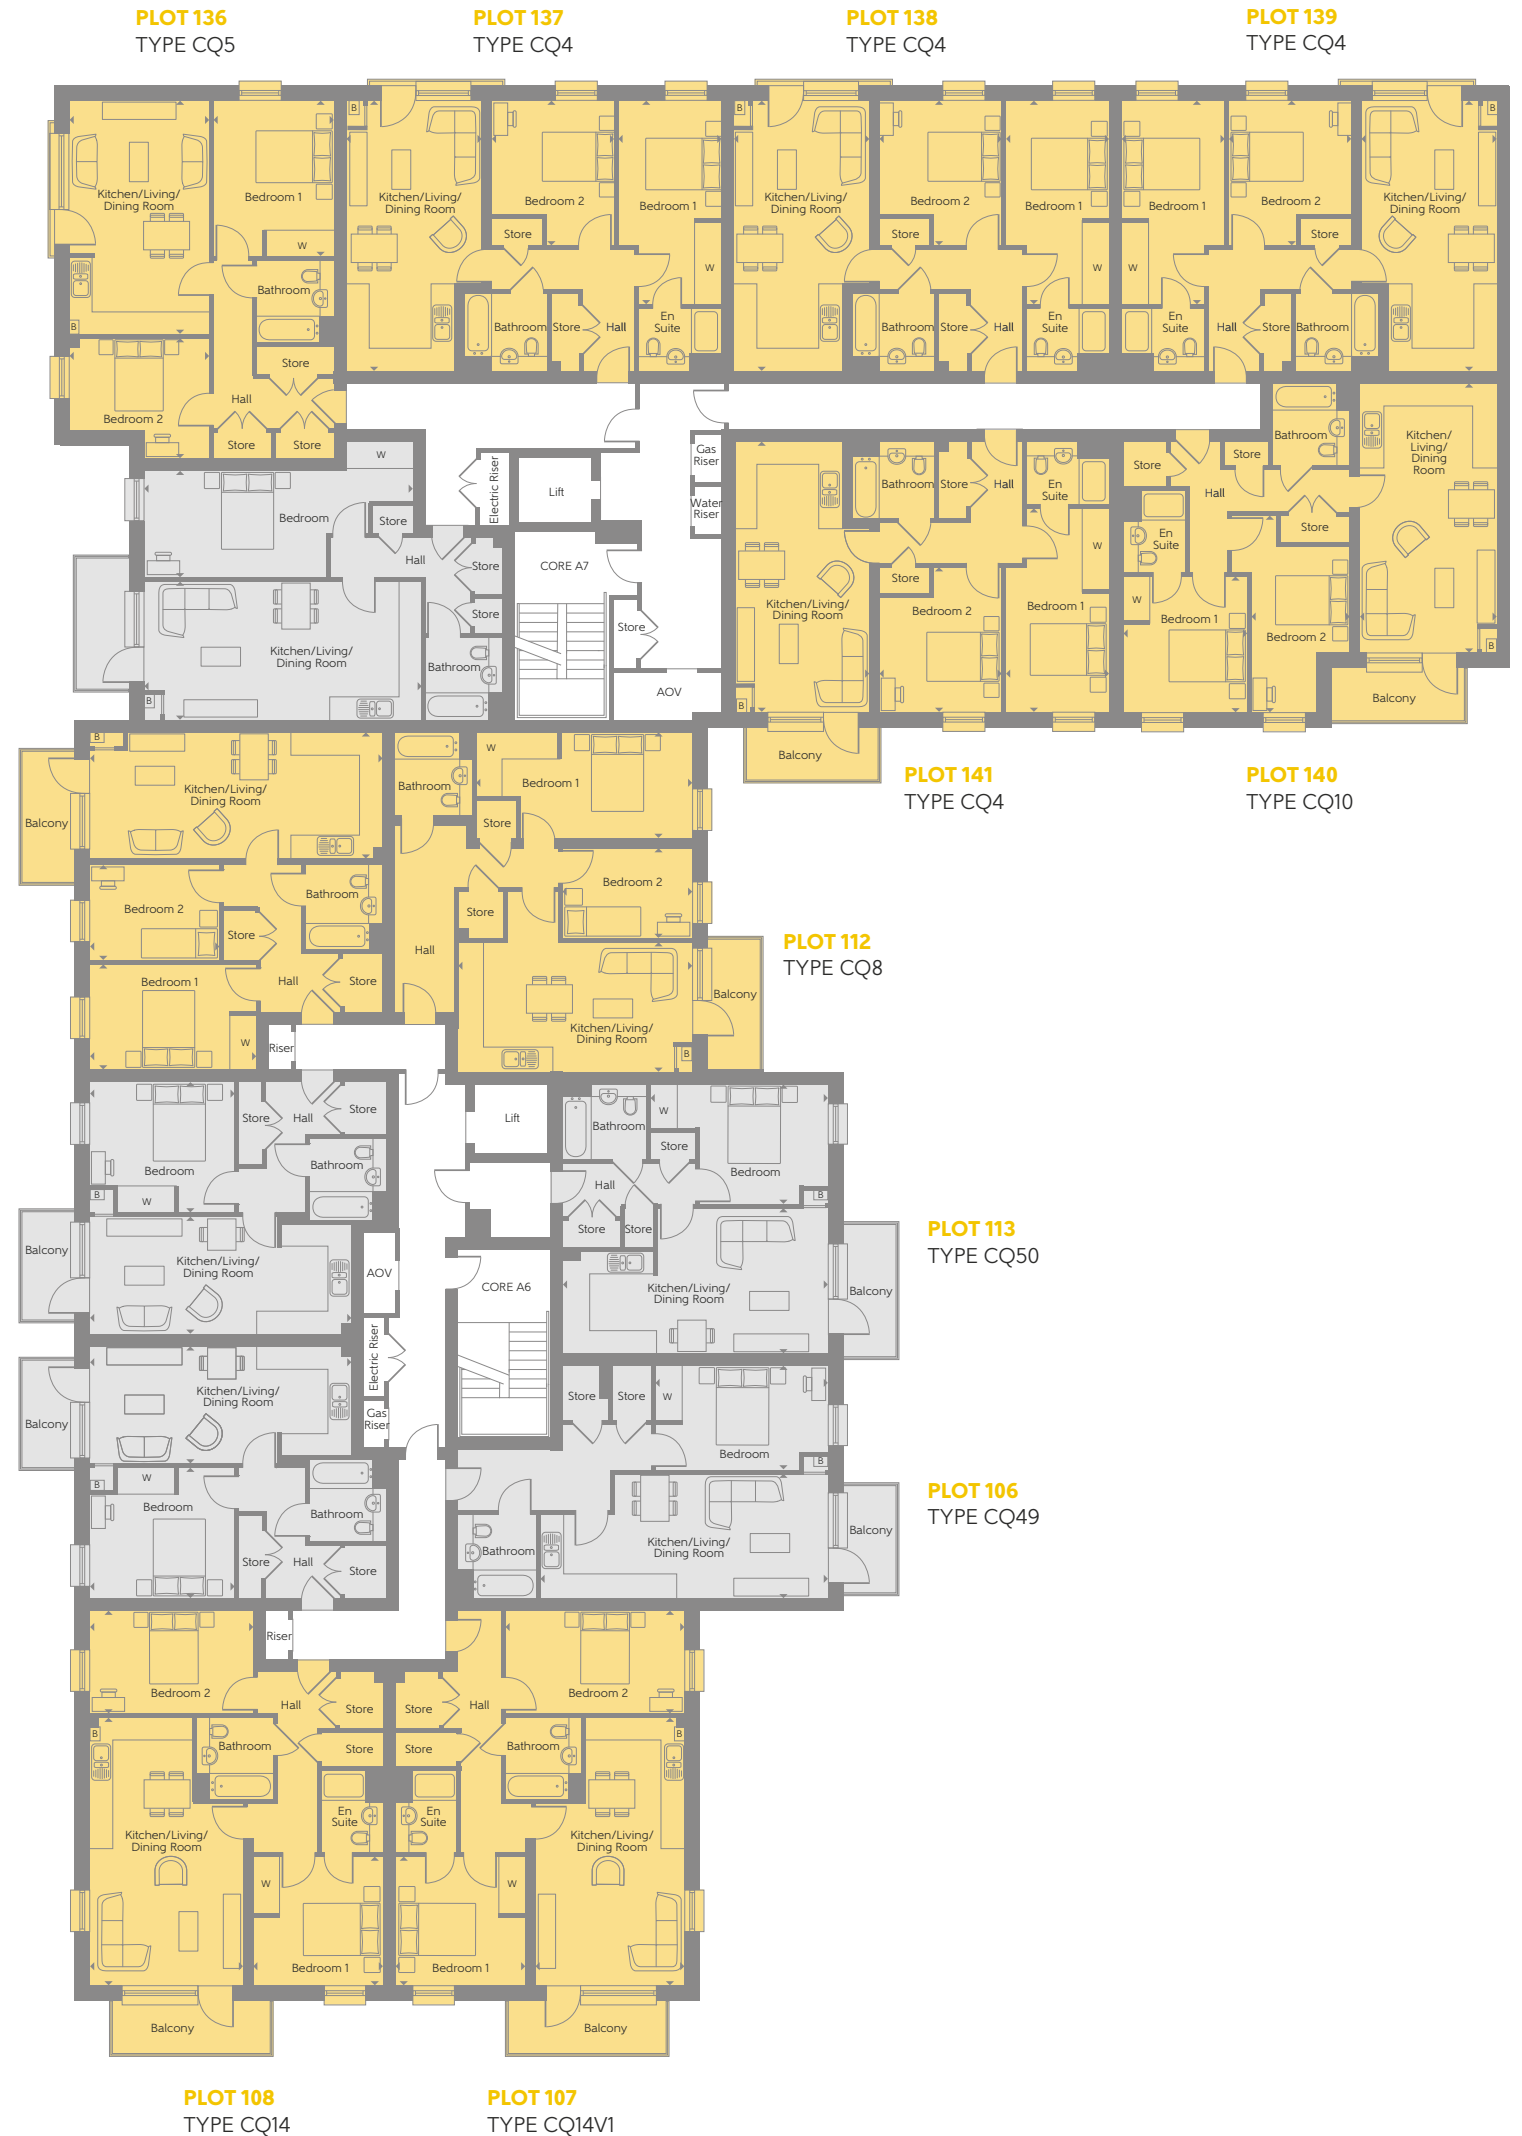 PLOT 136
TYPE CQ5
PLOT 137
TYPE CQ4
PLOT 138
TYPE CQ4
PLOT 139
TYPE CQ4
Kitchen/Living/
Dining Room
Bedroom 1
W
Bathroom
B
Bedroom 2
Store
Hall
Store
Store
B
Kitchen/Living/
Dining Room
Bedroom 2
Bedroom 1
Store
W
Bathroom
Store
Hall
En
Suite
B
Kitchen/Living/
Dining Room
Bedroom 2
Bedroom 1
Store
W
Bathroom
Store
Hall
En
Suite
Bedroom 1
Bedroom 2
B
Kitchen/Living/
Dining Room
W
Store
En
Suite
Hall
Store
Bathroom
W
Bedroom
Store
Hall
Store
Store
Kitchen/Living/
Dining Room
Bathroom
B
Electric Riser
Lift
Gas
Riser
Water
Riser
CORE A7
Store
AOV
Bathroom
Store
Hall
En
Suite
W
Store
Kitchen/Living/
Dining Room
Bedroom 2
Bedroom 1
B
Balcony
Store
Store
Bathroom
Kitchen/
Living/
Dining
Room
Hall
Store
En
Suite
W
Bedroom 1
Bedroom 2
B
Balcony
PLOT 141
TYPE CQ4
PLOT 140
TYPE CQ10
B
Kitchen/Living/
Dining Room
Balcony
Bedroom 2
Bathroom
Store
Bedroom 1
Hall
Store
W
Bathroom
W
Bedroom 1
Store
Bedroom 2
Store
Hall
Kitchen/Living/
Dining Room
Balcony
B
PLOT 112
TYPE CQ8
Riser
Bedroom
Store
Hall
Store
Bathroom
B
W
Balcony
Kitchen/Living/
Dining Room
Lift
Bathroom
W
Store
Bedroom
Hall
B
Store
Store
Kitchen/Living/
Dining Room
Balcony
PLOT 113
TYPE CQ50
AOV
CORE A6
Electric Riser
Gas
Riser
Balcony
Kitchen/Living/
Dining Room
B
W
Bedroom
Bathroom
Store
Hall
Store
Store
Store
W
Bedroom
B
Kitchen/Living/
Dining Room
Bathroom
Balcony
PLOT 106
TYPE CQ49
Riser
Bedroom 2
Hall
Store
B
Bathroom
Store
Kitchen/Living/
Dining Room
En
Suite
W
Bedroom 1
Balcony
Store
Hall
Bedroom 2
Store
Bathroom
B
En
Suite
Kitchen/Living/
Dining Room
W
Bedroom 1
Balcony
PLOT 108
TYPE CQ14
PLOT 107
TYPE CQ14V1